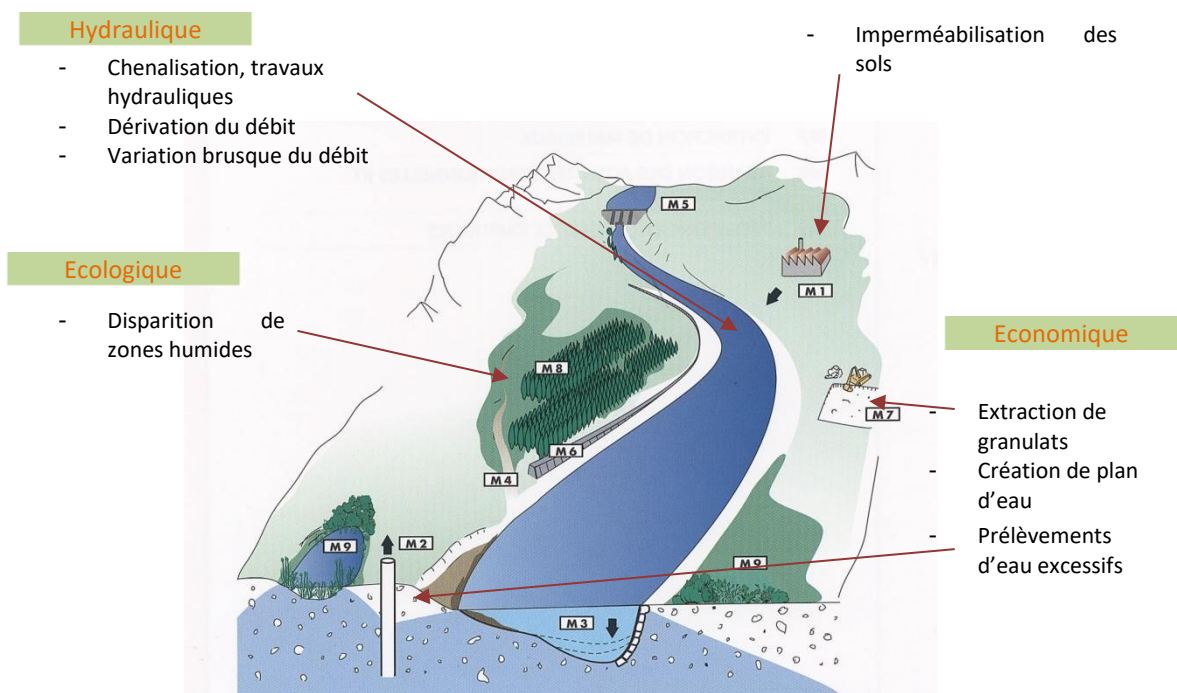 Hydraulique
- Chenalisation, travaux
hydrauliques
- Dérivation du débit
- Variation brusque du débit
- Imperméabilisation des
sols
Ecologique
- Disparition de
zones humides
Economique
- Extraction de
granulats
- Création de plan
d’eau
- Prélèvements
d’eau excessifs
M5
M1
M8
M7
M6
M4
M9
M2
M9
M3